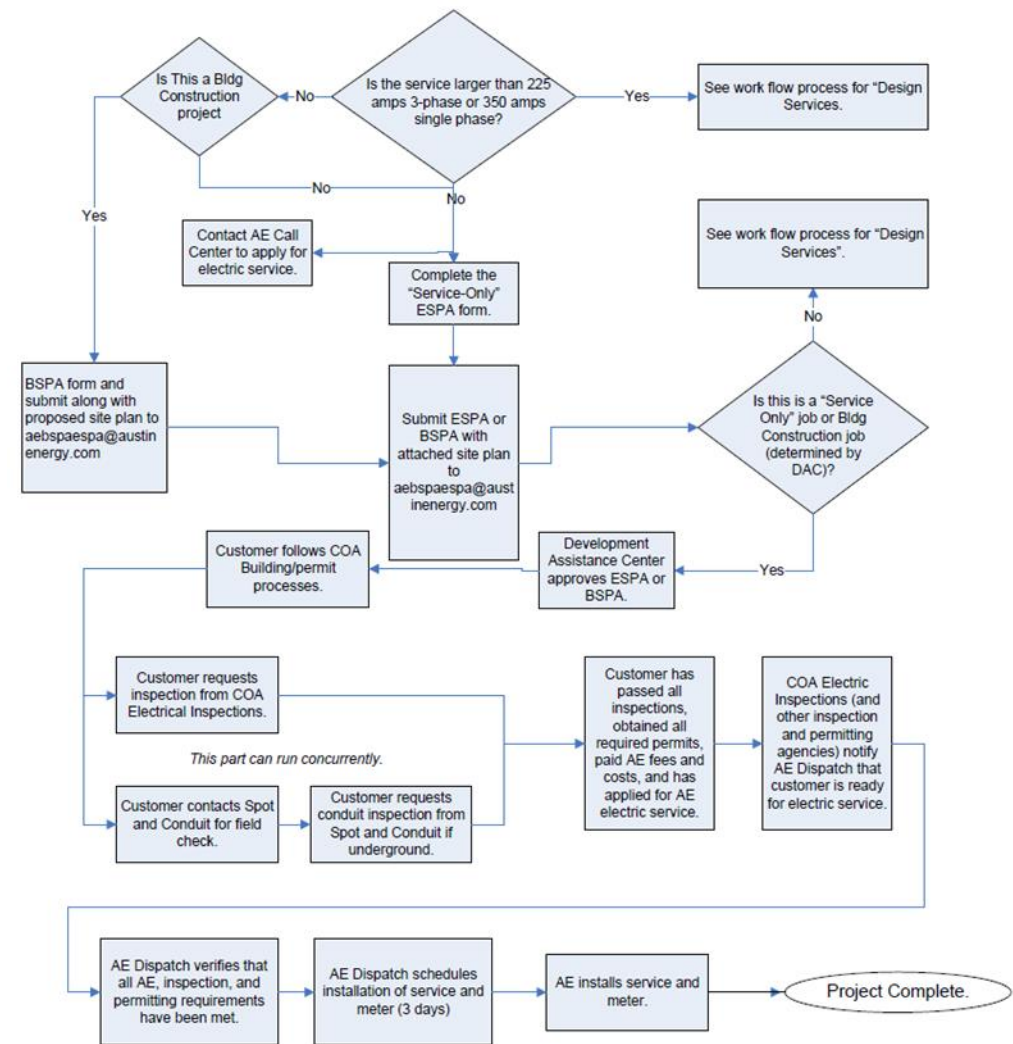 Is This a Bldg
Construction
project
No
Is the service larger than 225
amps 3-phase or 350 amps
single phase?
Yes
See work flow process for “Design
Services.
No
No
Yes
Contact AE Call
Center to apply for
electric service.
Complete the
“Service-Only”
ESPA form.
See work flow process for “Design
Services”.
No
BSPA form and
submit along with
proposed site plan to
aebspaespa@austin
energy.com
Submit ESPA or
BSPA with
attached site plan
to
aebspaespa@aust
inenergy.com
Is this is a “Service
Only” job or Bldg
Construction job
(determined by
DAC)?
Yes
Development
Assistance Center
approves ESPA or
BSPA.
Customer follows COA
Building/permit
processes.
Customer requests
inspection from COA
Electrical Inspections.
This part can run concurrently.
Customer contacts Spot
and Conduit for field
check.
Customer requests
conduit inspection from
Spot and Conduit if
underground.
Customer has
passed all
inspections,
obtained all
required permits,
paid AE fees and
costs, and has
applied for AE
electric service.
COA Electric
Inspections (and
other inspection
and permitting
agencies) notify
AE Dispatch that
customer is ready
for electric service.
AE Dispatch verifies that
all AE, inspection, and
permitting requirements
have been met.
AE Dispatch schedules
installation of service and
meter (3 days)
AE installs service and
meter.
Project Complete.